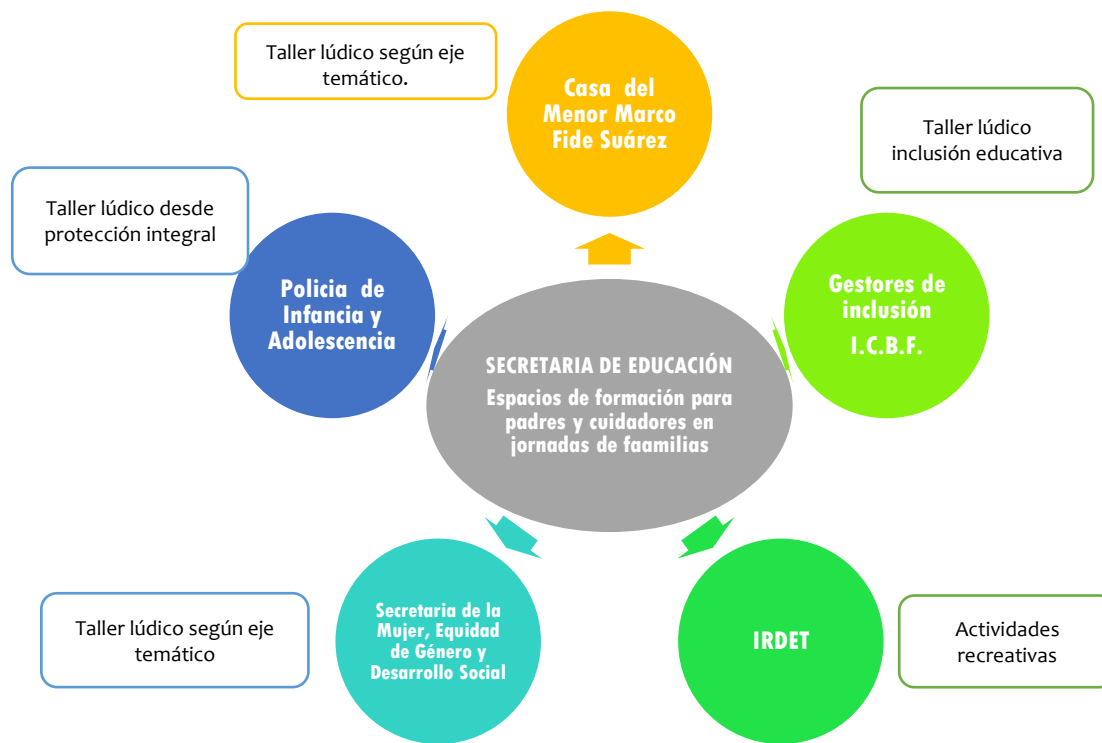 Taller lúdico según eje
temático.
Casa del
Menor Marco
Fide Suárez
Taller lúdico
inclusión educativa
Taller lúdico desde
protección integral
Policia de
Infancia y
Adolescencia
Gestores de
inclusión
I.C.B.F.
SECRETARIA DE EDUCACIÓN
Espacios de formación para
padres y cuidadores en
jornadas de faamilias
Taller lúdico según eje
temático
Secretaria de la
Mujer, Equidad
de Género y
Desarrollo Social
IRDET
Actividades
recreativas